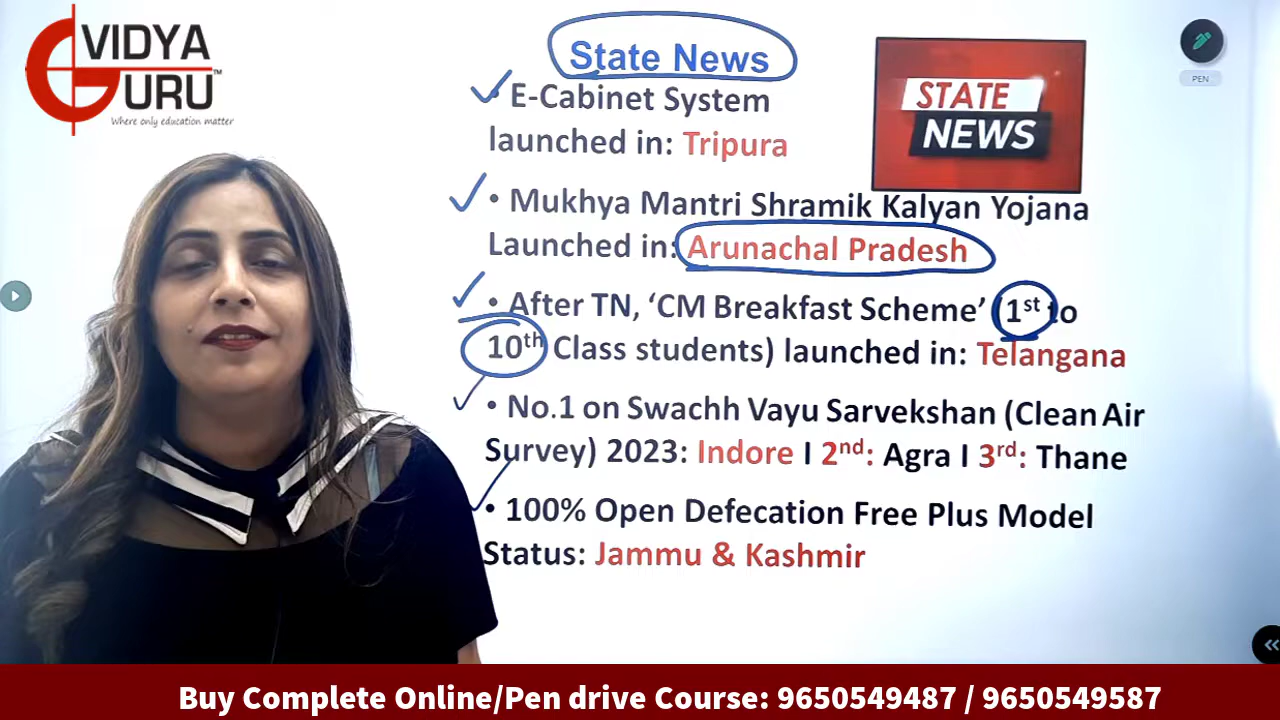 VIDYA
GURU™
Where only education matter
State News
STATE
NEWS
PEN
• E-Cabinet System
launched in: Tripura
• Mukhya Mantri Shramik Kalyan Yojana
Launched in: Arunachal Pradesh
• After TN, ‘CM Breakfast Scheme’ (1st to
10th Class students) launched in: Telangana
• No.1 on Swachh Vayu Sarvekshan (Clean Air
Survey) 2023: Indore I 2nd: Agra I 3rd: Thane
• 100% Open Defecation Free Plus Model
Status: Jammu & Kashmir
Buy Complete Online/Pen drive Course: 9650549487 / 9650549587